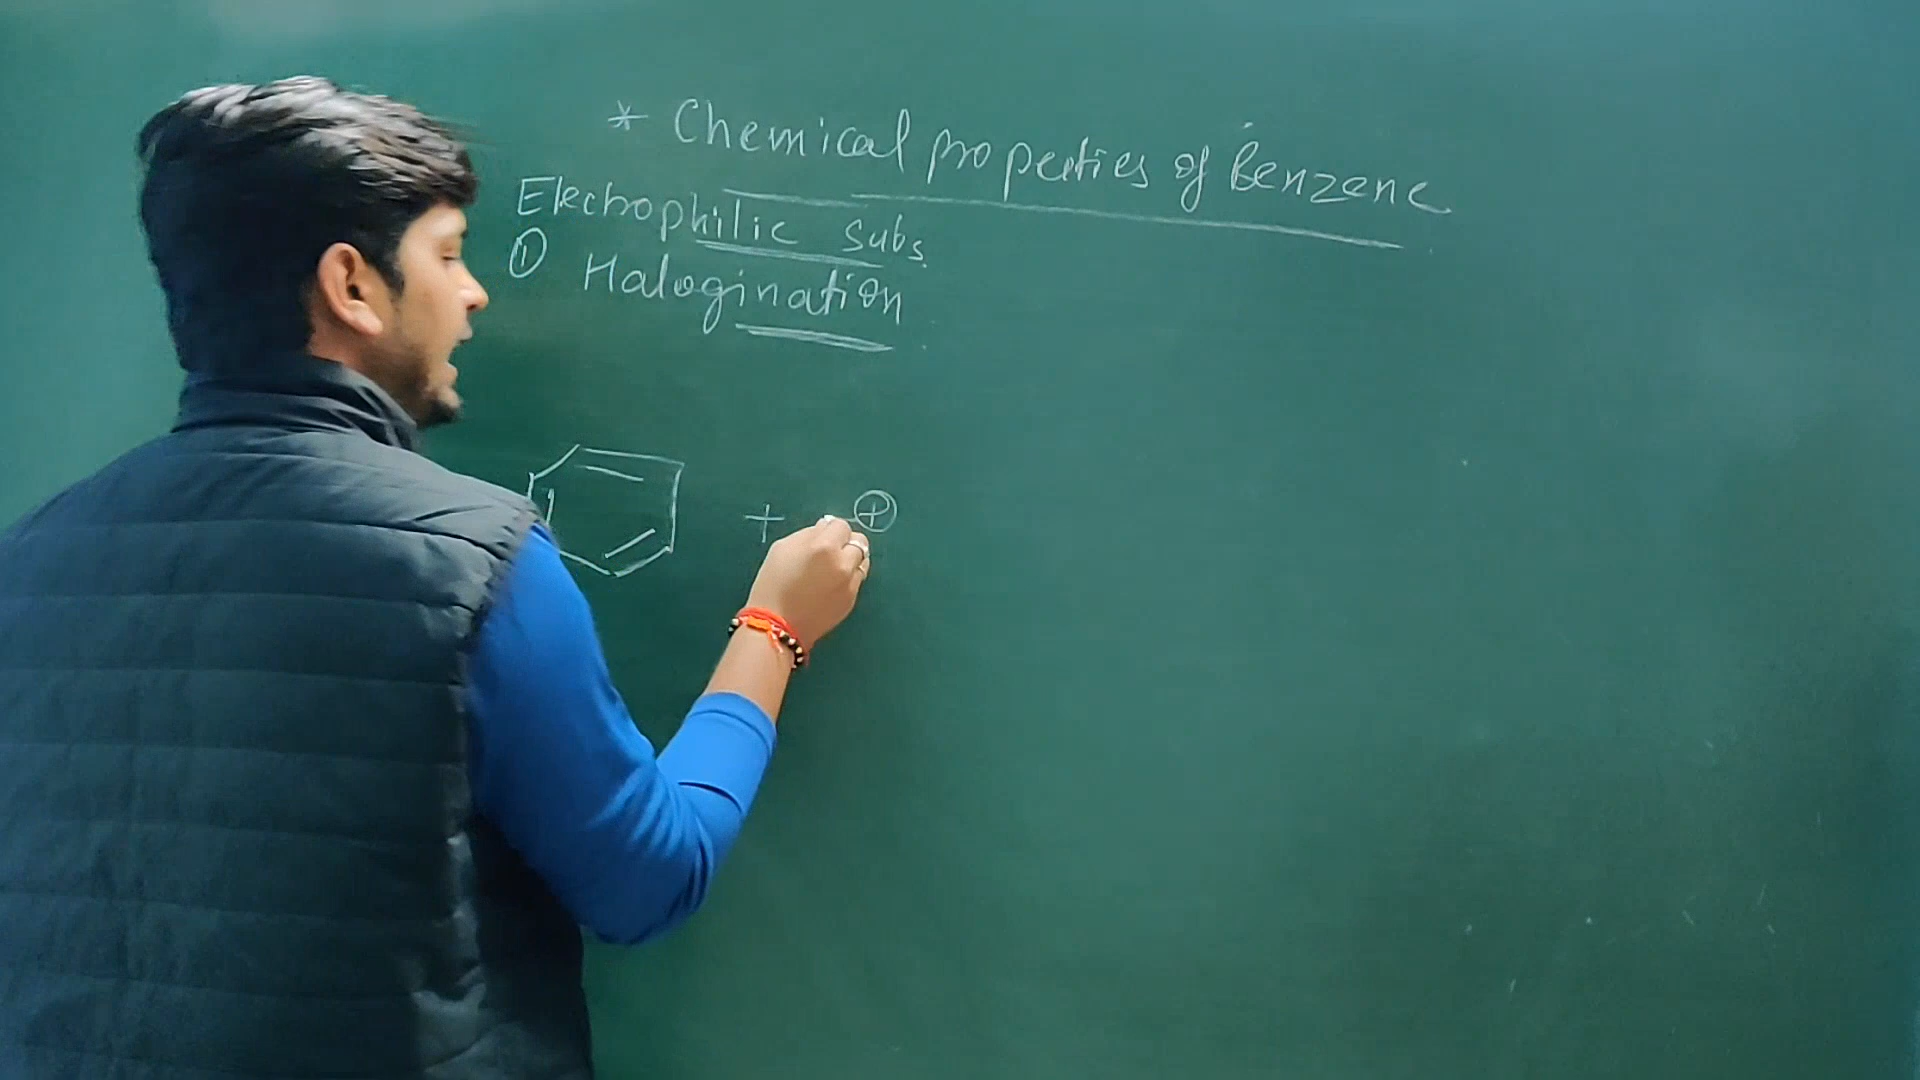 * Chemical properties of Benzene
Electrophilic subs.
① Halogination
+ ⊕